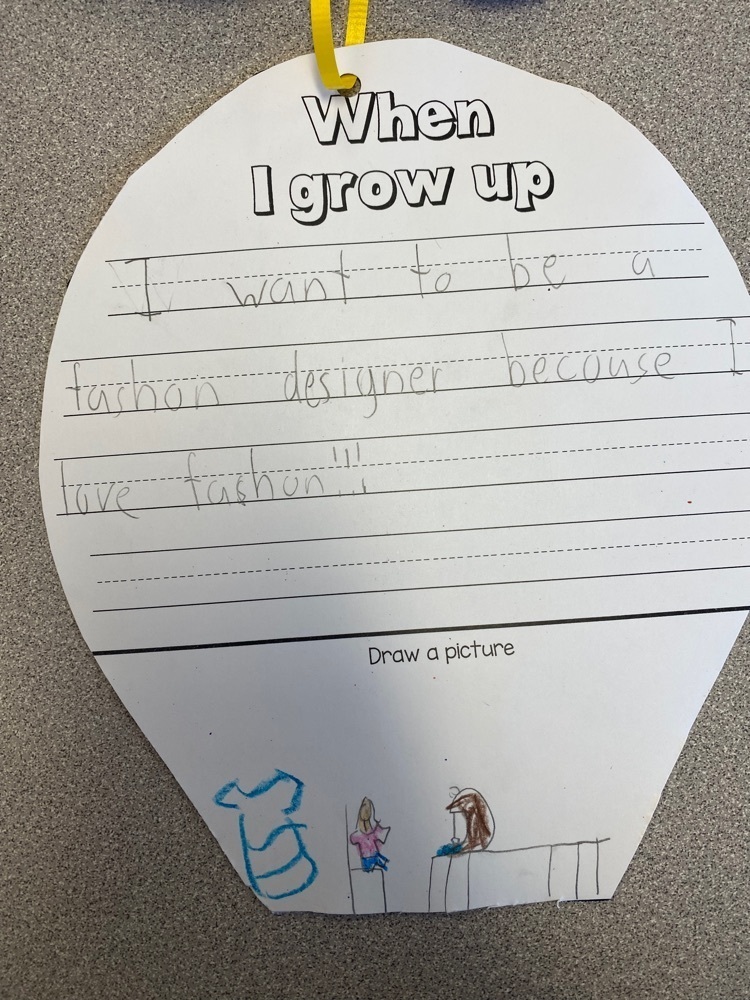 When
I grow up
I want to be a
fashon designer becouse I
love fashon!!!
Draw a picture